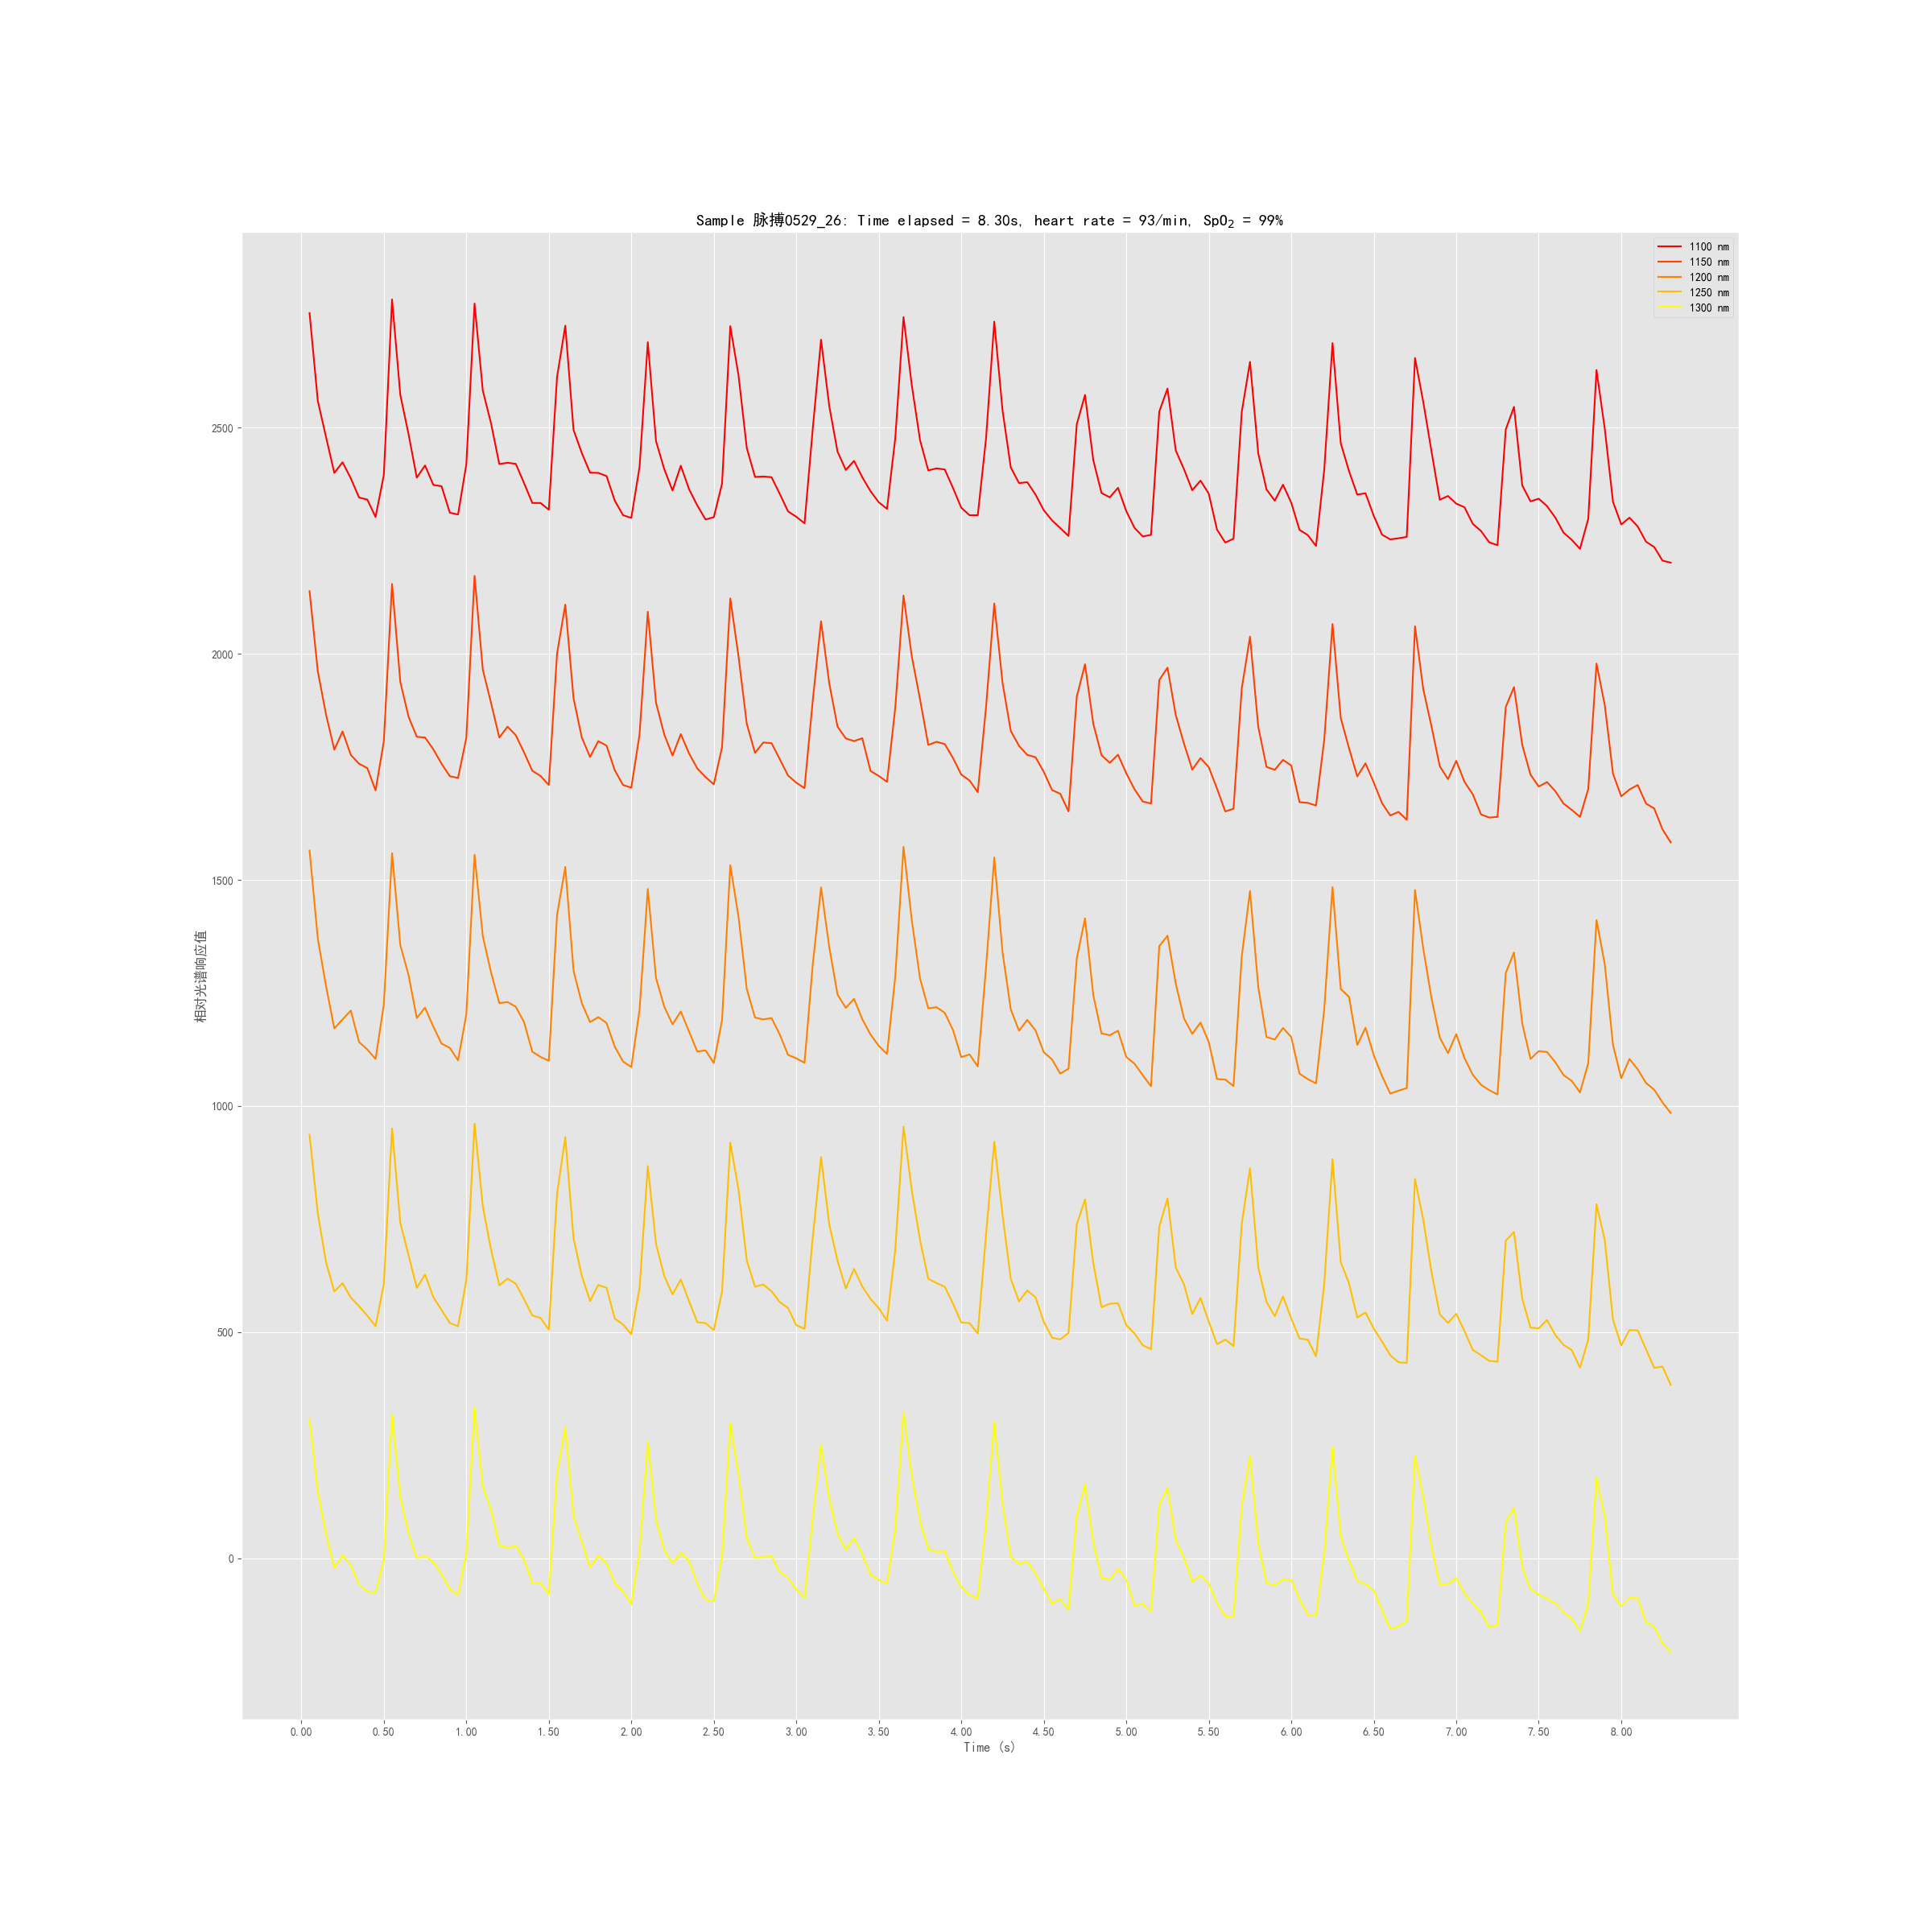 Sample 脉搏0529_26: Time elapsed = 8.30s, heart rate = 93/min, SpO2 = 99%
1100 nm
1150 nm
1200 nm
1250 nm
1300 nm
2500
2000
1500
1000
500
0
相对光谱响应值
0.00 0.50 1.00 1.50 2.00 2.50 3.00 3.50 4.00 4.50 5.00 5.50 6.00 6.50 7.00 7.50 8.00
Time (s)